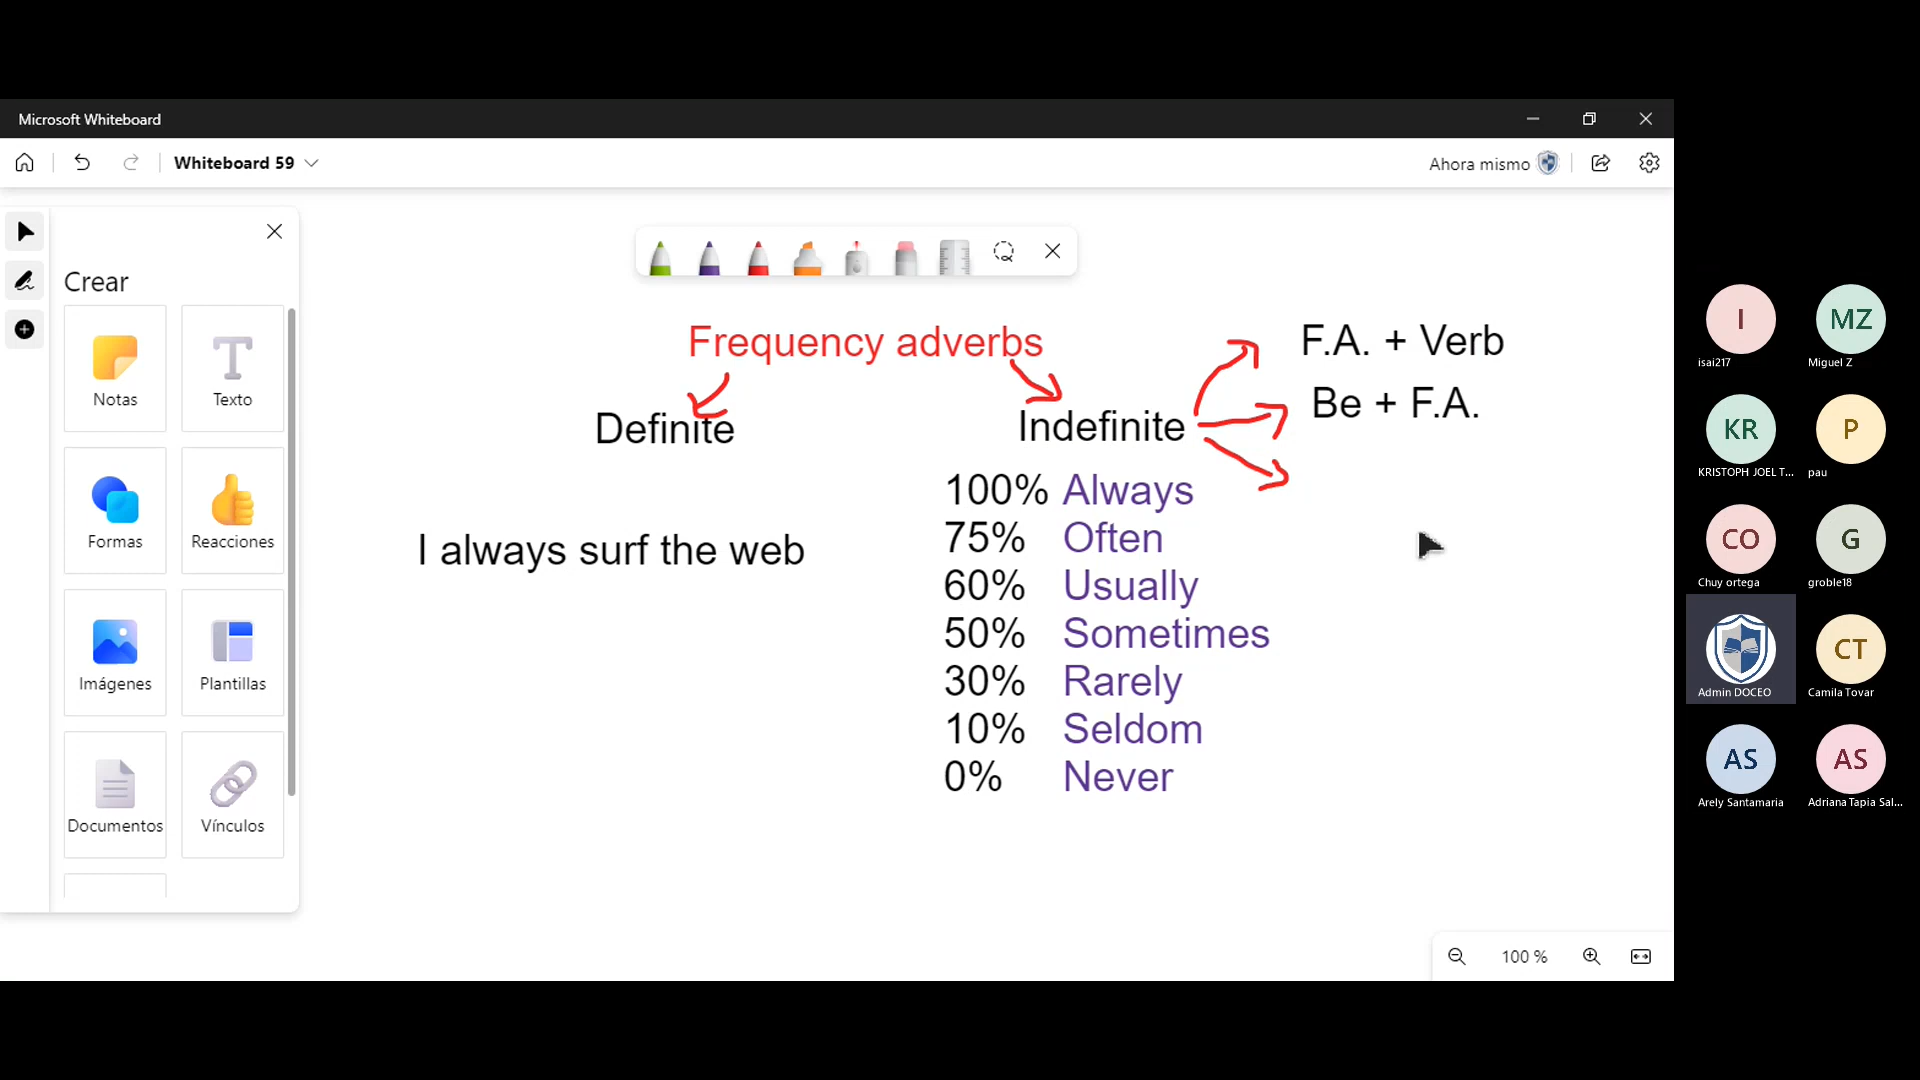 Microsoft Whiteboard
Whiteboard 59
Ahora mismo
Crear
Notas
Texto
Formas
Reacciones
Imágenes
Plantillas
Documentos
Vínculos
Frequency adverbs
Definite
Indefinite
F.A. + Verb
Be + F.A.
I always surf the web
100% Always
75% Often
60% Usually
50% Sometimes
30% Rarely
10% Seldom
0% Never
100 %
I
isai217
MZ
Miguel Z
KR
KRISTOPH JOEL T...
P
pau
CO
Chuy ortega
G
groble18
Admin DOCEO
CT
Camila Tovar
AS
Arely Santamaria
AS
Adriana Tapia Sal...